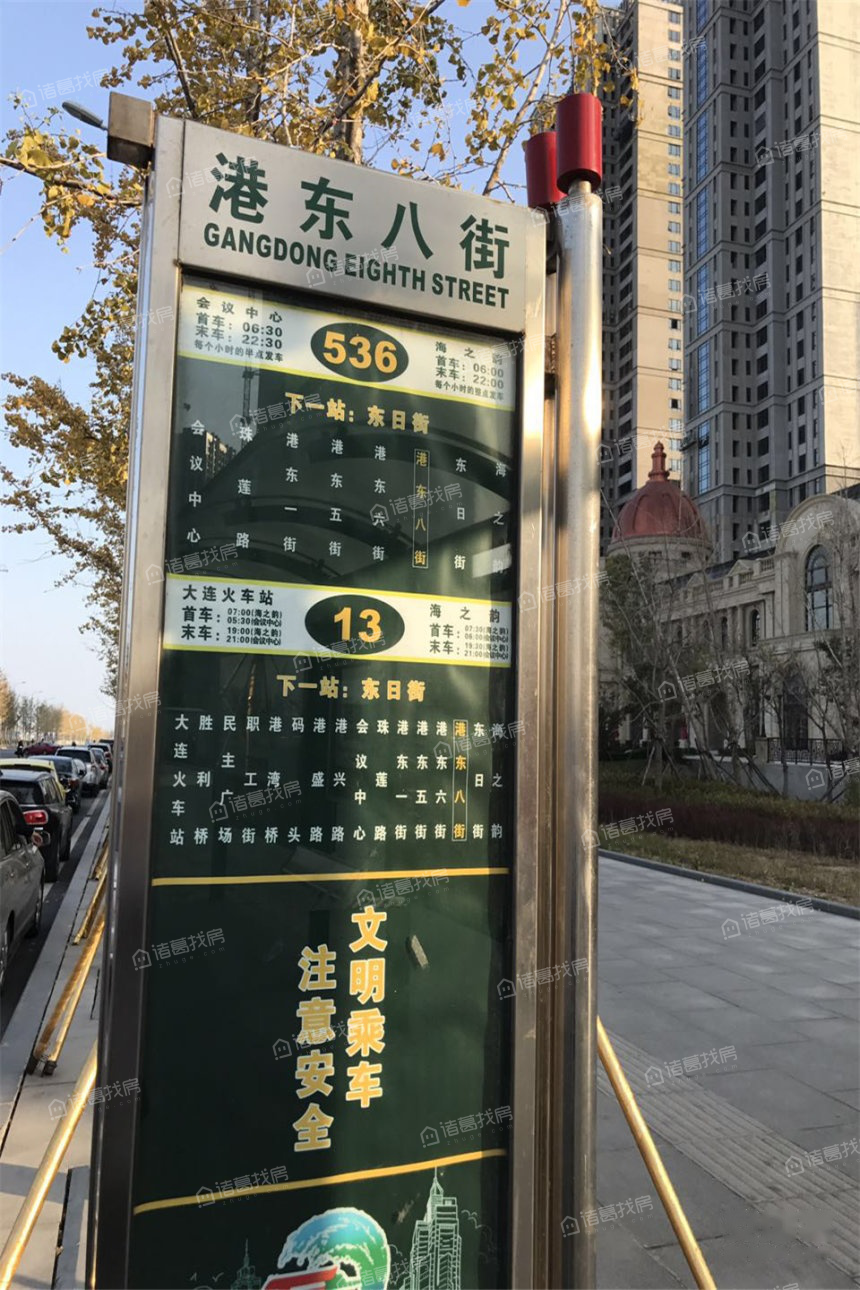 港东八街
GANGDONG EIGHTH STREET
会议中心
首车：06:30
末车：22:30
每个小时的半点发车
536
海之韵
首车：06:00
末车：22:00
每个小时的整点发车
下一站：东日街
会议中心
珠莲路
港东一街
港东五街
港东六街
港东八街
东日街
海之韵
大连火车站
首车：07:00(海之韵)
05:30(会议中心)
末车：19:00(海之韵)
21:00(会议中心)
13
海之韵
首车：07:35(海之韵)
06:00(会议中心)
末车：19:30(海之韵)
21:00(会议中心)
下一站：东日街
大连火车站
胜利桥
民主广场
职工街
港湾桥
码头
港盛路
港兴路
会议中心
珠莲路
港东一街
港东五街
港东六街
港东八街
东日街
海之韵
文明乘车
注意安全
诸葛找房